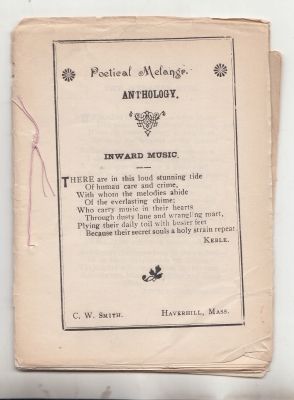 Poetical Melange.
ANTHOLOGY.
INWARD MUSIC.
THERE are in this loud stunning tide
Of human care and crime,
With whom the melodies abide
Of the everlasting chime;
Who carry music in their hearts
Through dusty lane and wrangling mart,
Plying their daily toil with busier feet
Because their secret souls a holy strain repeat.
KEBLE.
C. W. SMITH. HAVERHILL, MASS.